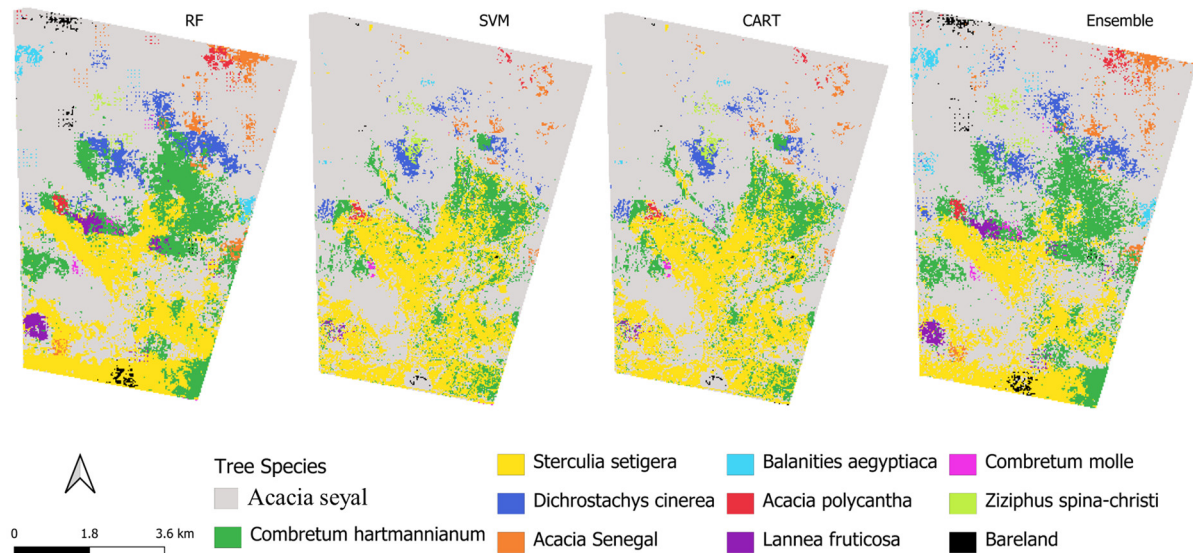 RF SVM CART Ensemble
Tree Species
Acacia seyal
Combretum hartmannianum
Sterculia setigera
Dichrostachys cinerea
Acacia Senegal
Balanities aegyptiaca
Acacia polycantha
Lannea fruticosa
Combretum molle
Ziziphus spina-christi
Bareland
0 1.8 3.6 km